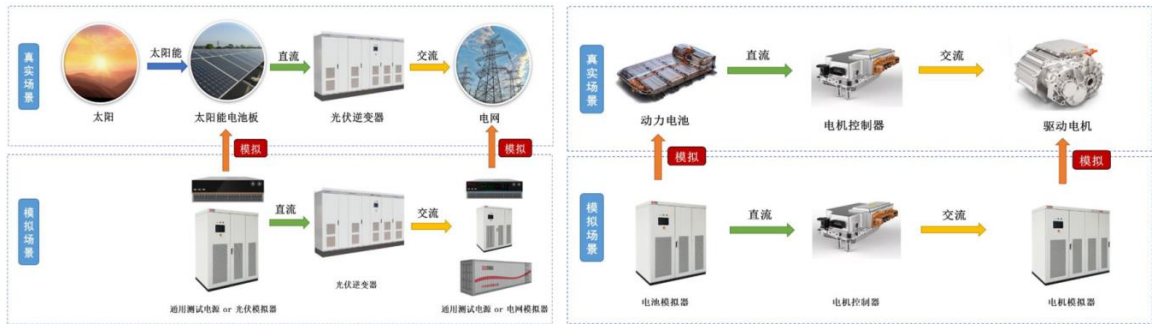 真实场景
太阳能
直流
交流
太阳
太阳能电池板
光伏逆变器
电网
模拟
模拟
模拟场景
直流
交流
光伏逆变器
通用测试电源 or 光伏模拟器
通用测试电源 or 电网模拟器
真实场景
直流
交流
动力电池
电机控制器
驱动电机
模拟
模拟
模拟场景
直流
交流
电池模拟器
电机控制器
电机模拟器